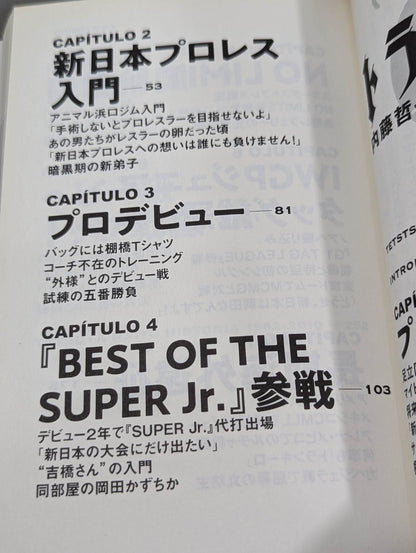 CAPÍTULO 2
新日本プロレス
入門—53
アニマル浜口ジム入門
「手術しないとプロレスラーを目指せないよ」
あの男たちがレスラーの卵だった頃
「新日本プロレスへの想いは誰にも負けません!」
暗黒期の新弟子
CAPÍTULO 3
プロデビュー—81
バッグには棚橋Tシャツ
コーチ不在のトレーニング
“外様”とのデビュー戦
試練の五番勝負
CAPÍTULO 4
『BEST OF THE
SUPER Jr.』参戦—103
デビュー2年で『SUPER Jr.』代打出場
「新日本の大会にだけ出たい」
“吉橋さん”の入門
同部屋の岡田かずちか
内藤哲